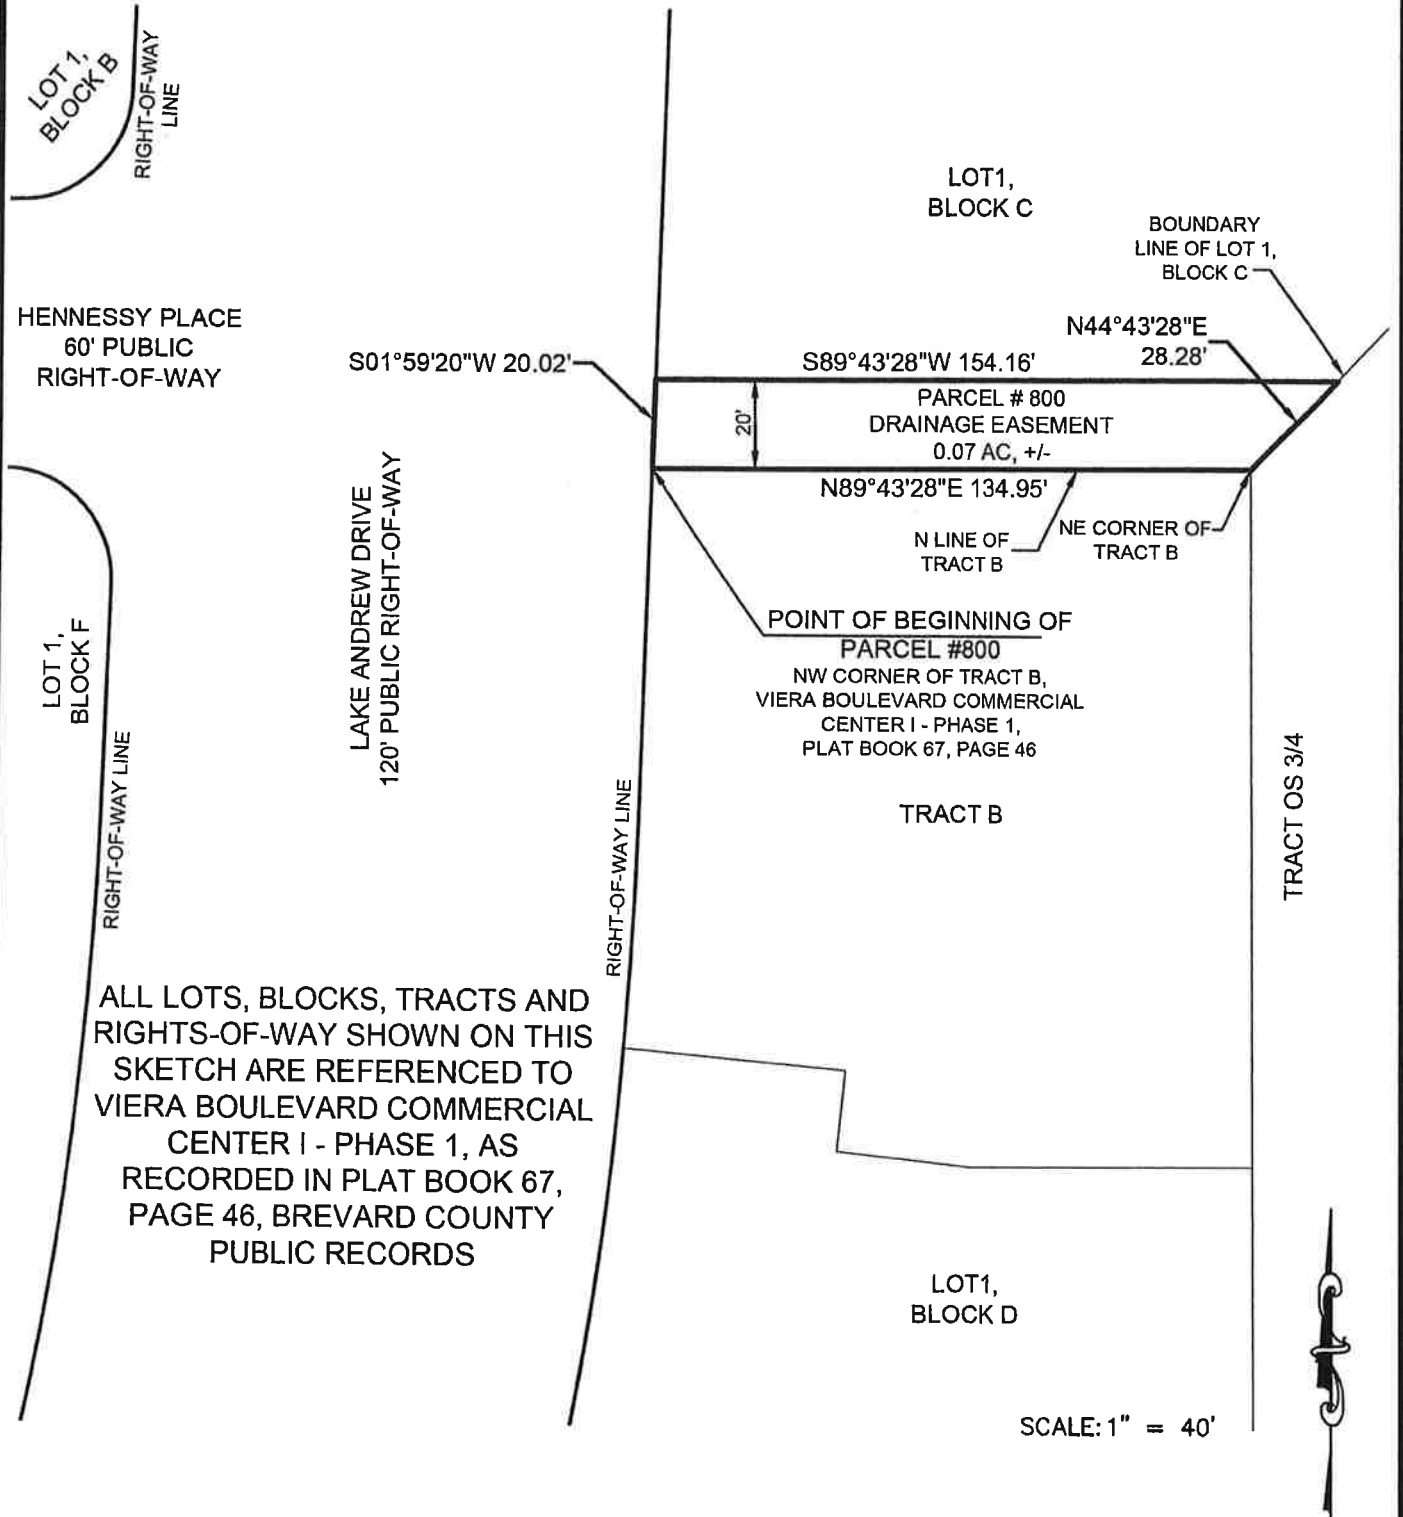 LOT 1,
BLOCK B
RIGHT-OF-WAY
LINE
LOT1,
BLOCK C
BOUNDARY
LINE OF LOT 1,
BLOCK C
HENNESSY PLACE
60' PUBLIC
RIGHT-OF-WAY
S01°59'20"W 20.02'
S89°43'28"W 154.16'
N44°43'28"E
28.28'
20'
PARCEL # 800
DRAINAGE EASEMENT
0.07 AC, +/-
N89°43'28"E 134.95'
N LINE OF
TRACT B
NE CORNER OF
TRACT B
LAKE ANDREW DRIVE
120' PUBLIC RIGHT-OF-WAY
POINT OF BEGINNING OF
PARCEL #800
NW CORNER OF TRACT B,
VIERA BOULEVARD COMMERCIAL
CENTER I - PHASE 1,
PLAT BOOK 67, PAGE 46
LOT 1,
BLOCK F
RIGHT-OF-WAY LINE
RIGHT-OF-WAY LINE
TRACT B
TRACT OS 3/4
ALL LOTS, BLOCKS, TRACTS AND
RIGHTS-OF-WAY SHOWN ON THIS
SKETCH ARE REFERENCED TO
VIERA BOULEVARD COMMERCIAL
CENTER I - PHASE 1, AS
RECORDED IN PLAT BOOK 67,
PAGE 46, BREVARD COUNTY
PUBLIC RECORDS
LOT1,
BLOCK D
SCALE: 1" = 40'